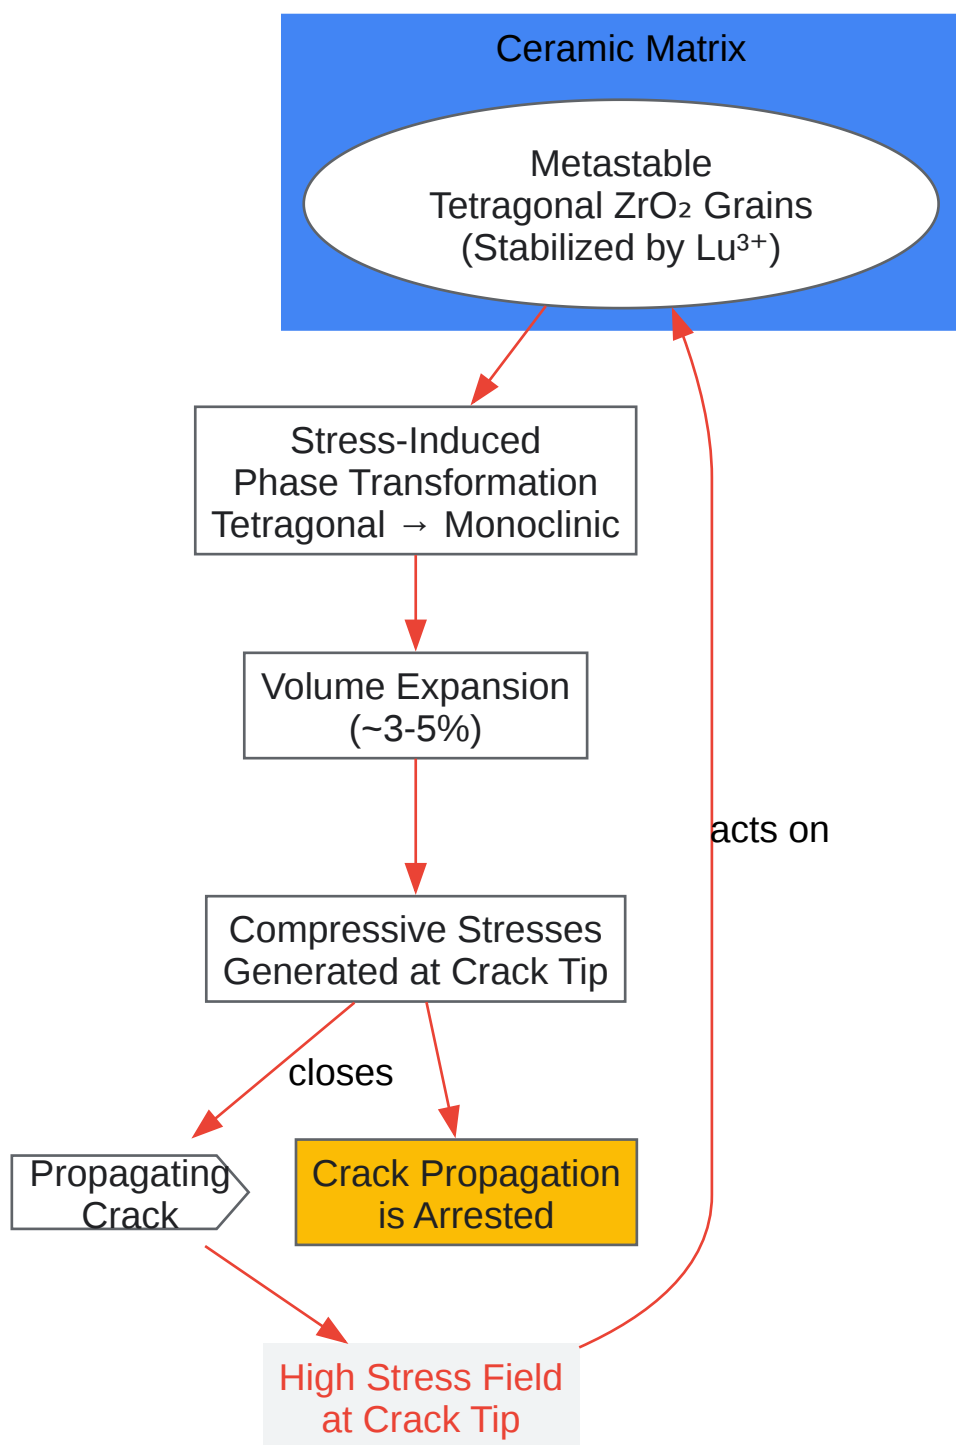 Ceramic Matrix
Metastable
Tetragonal ZrO₂ Grains
(Stabilized by Lu³⁺)
Stress-Induced
Phase Transformation
Tetragonal → Monoclinic
Volume Expansion
(~3-5%)
acts on
Compressive Stresses
Generated at Crack Tip
closes
Propagating
Crack
Crack Propagation
is Arrested
High Stress Field
at Crack Tip